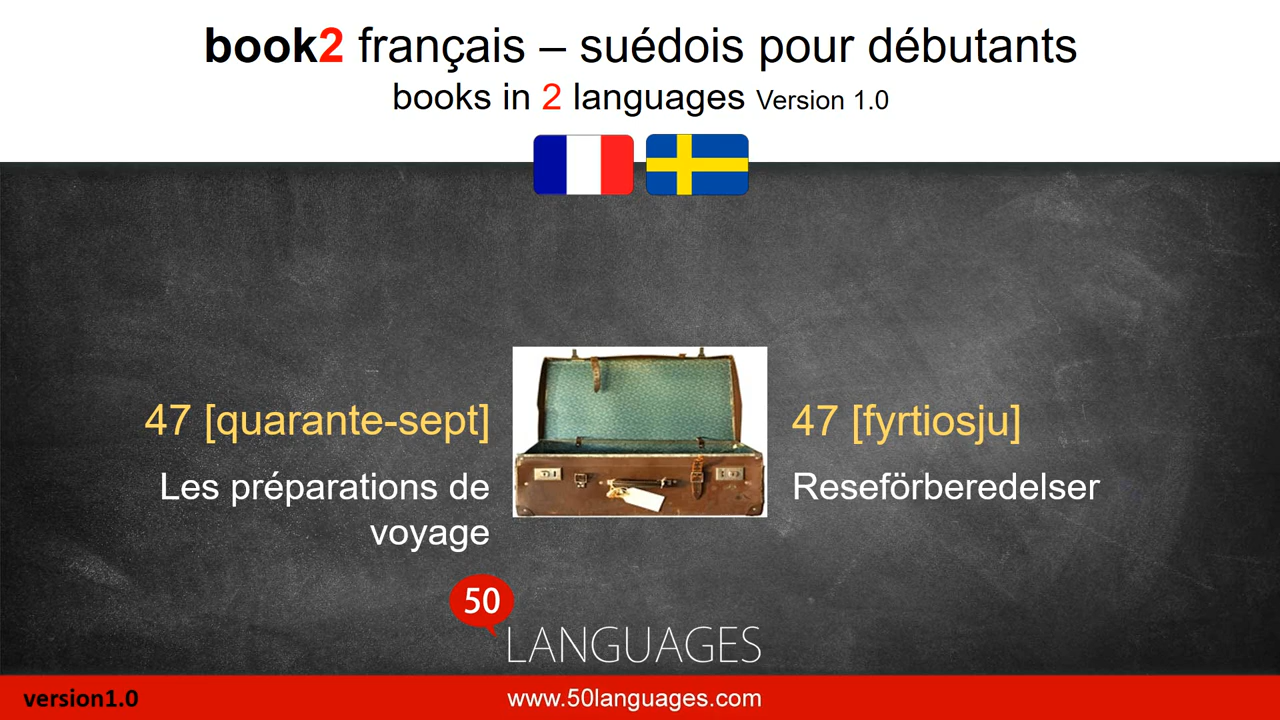 book2 français – suédois pour débutants
books in 2 languages Version 1.0
47 [quarante-sept]
Les préparations de
voyage
47 [fyrtiosju]
Reseförberedelser
50
LANGUAGES
version1.0
www.50languages.com